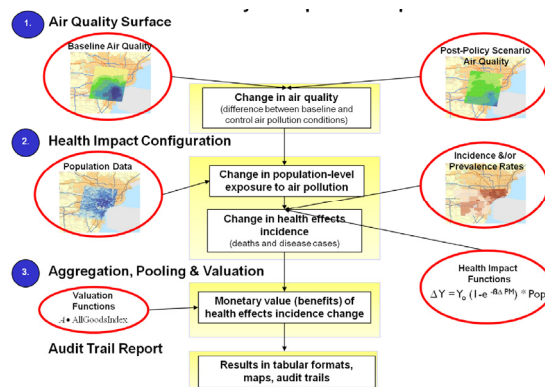 1. Air Quality Surface
Baseline Air Quality
Post-Policy Scenario
Air Quality
Change in air quality
(difference between baseline and
control air pollution conditions)
2. Health Impact Configuration
Population Data
Change in population-level
exposure to air pollution
Incidence &/or
Prevalence Rates
Change in health effects
incidence
(deaths and disease cases)
3. Aggregation, Pooling & Valuation
Health Impact
Functions
ΔY = Y₀ (1-e^-βΔ PM) * Pop
Valuation
Functions
A • AllGoodsIndex
Monetary value (benefits) of
health effects incidence change
Audit Trail Report
Results in tabular formats,
maps, audit trails